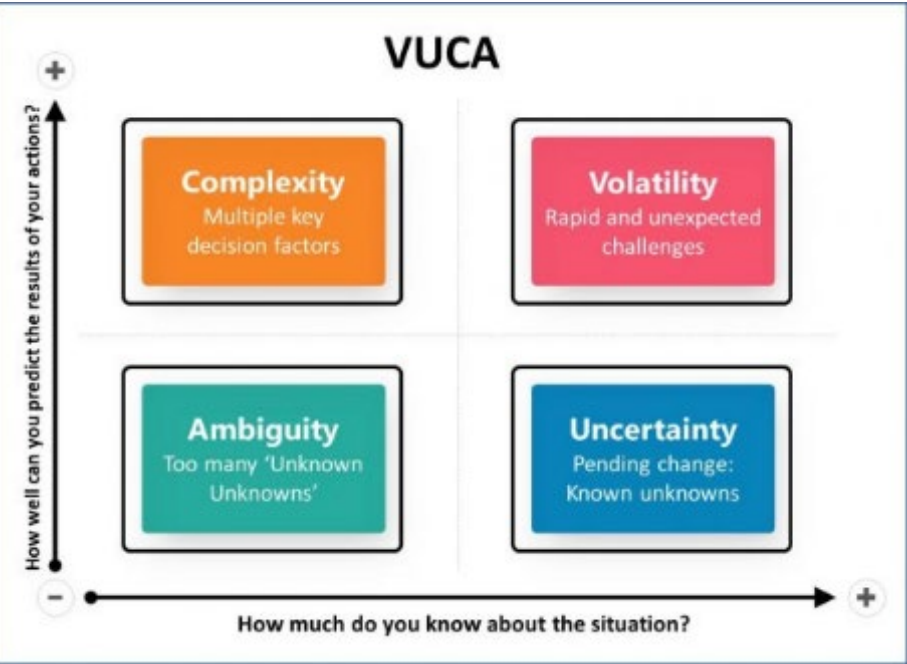 VUCA
+
How well can you predict the results of your actions?
Complexity
Multiple key
decision factors
Volatility
Rapid and unexpected
challenges
Ambiguity
Too many ‘Unknown
Unknowns’
Uncertainty
Pending change:
Known unknowns
−
+
How much do you know about the situation?